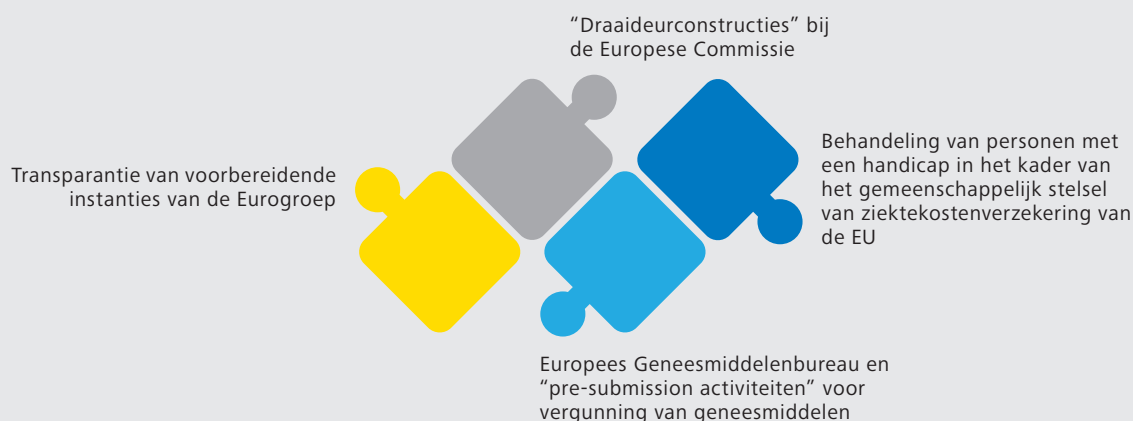 “Draaideurconstructies” bij
de Europese Commissie
Transparantie van voorbereidende
instanties van de Eurogroep
Behandeling van personen met
een handicap in het kader van
het gemeenschappelijk stelsel
van ziektekostenverzekering van
de EU
Europees Geneesmiddelenbureau en
“pre-submission activiteiten” voor
vergunning van geneesmiddelen